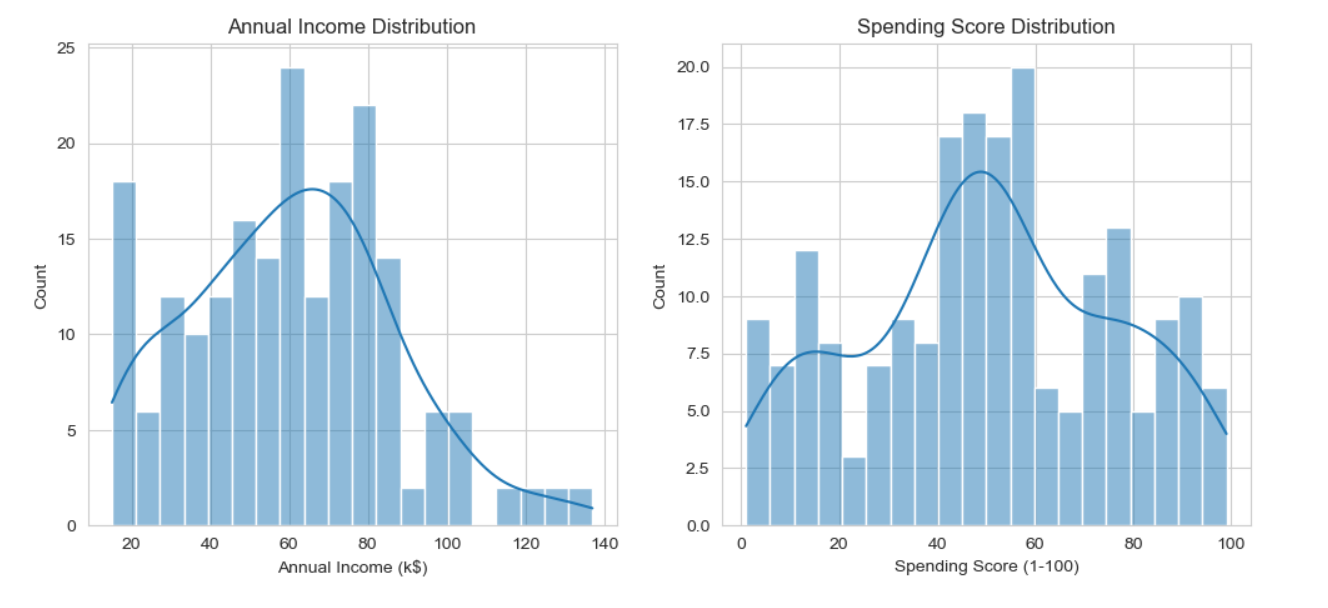 Annual Income Distribution
25
20
15
10
5
0
Count
20 40 60 80 100 120 140
Annual Income (k$)
Spending Score Distribution
20.0
17.5
15.0
12.5
10.0
7.5
5.0
2.5
0.0
Count
0 20 40 60 80 100
Spending Score (1-100)